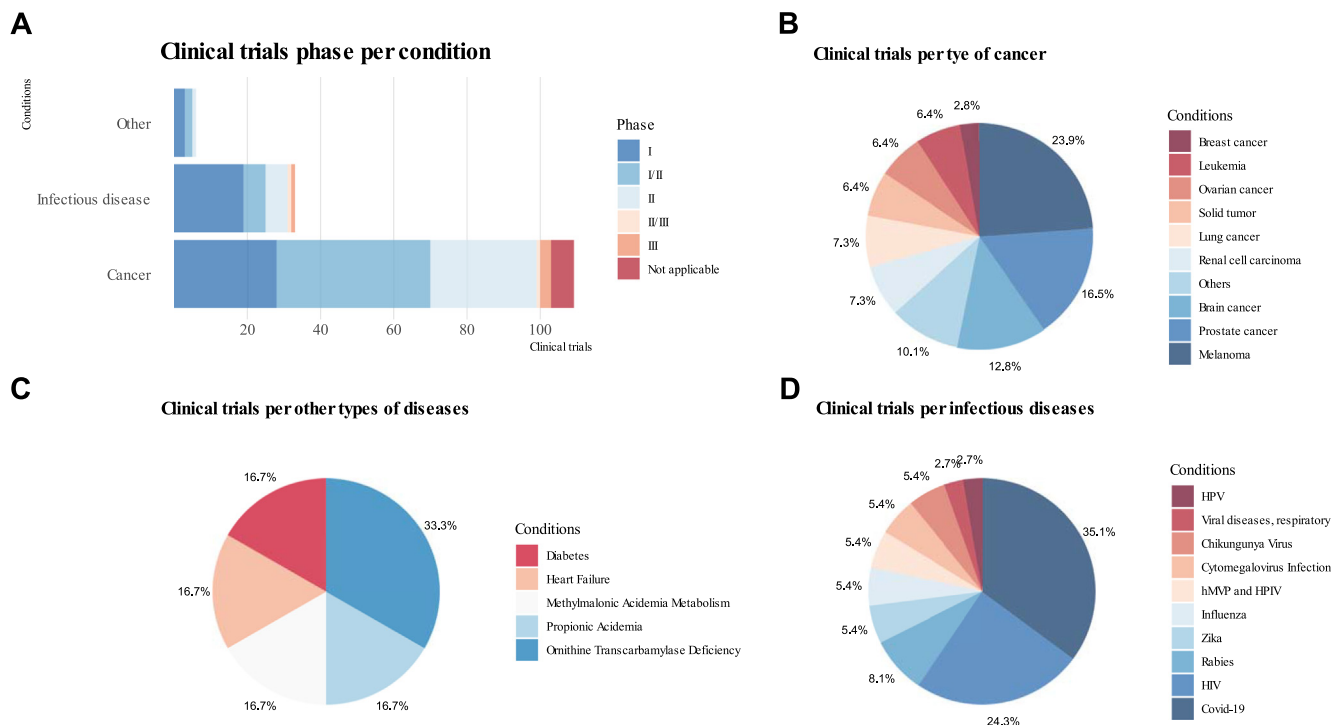 A
Clinical trials phase per condition
Conditions
Other
Infectious disease
Cancer
20
40
60
80
100
Clinical trials
Phase
I
I/II
II
II/III
III
Not applicable
B
Clinical trials per tye of cancer
2.8%
6.4%
6.4%
6.4%
7.3%
7.3%
10.1%
12.8%
16.5%
23.9%
Conditions
Breast cancer
Leukemia
Ovarian cancer
Solid tumor
Lung cancer
Renal cell carcinoma
Others
Brain cancer
Prostate cancer
Melanoma
C
Clinical trials per other types of diseases
16.7%
33.3%
16.7%
16.7%
16.7%
Conditions
Diabetes
Heart Failure
Methylmalonic Acidemia Metabolism
Propionic Acidemia
Ornithine Transcarbamylase Deficiency
D
Clinical trials per infectious diseases
2.7%
2.7%
5.4%
5.4%
5.4%
5.4%
5.4%
8.1%
24.3%
35.1%
Conditions
HPV
Viral diseases, respiratory
Chikungunya Virus
Cytomegalovirus Infection
hMVP and HPIV
Influenza
Zika
Rabies
HIV
Covid-19